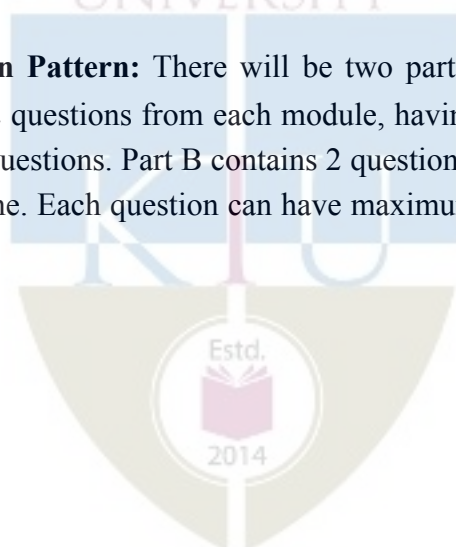 UNIVERSITY
n Pattern: There will be two part
questions from each module, havin
uestions. Part B contains 2 question
ne. Each question can have maximu
KTU
Estd.
2014